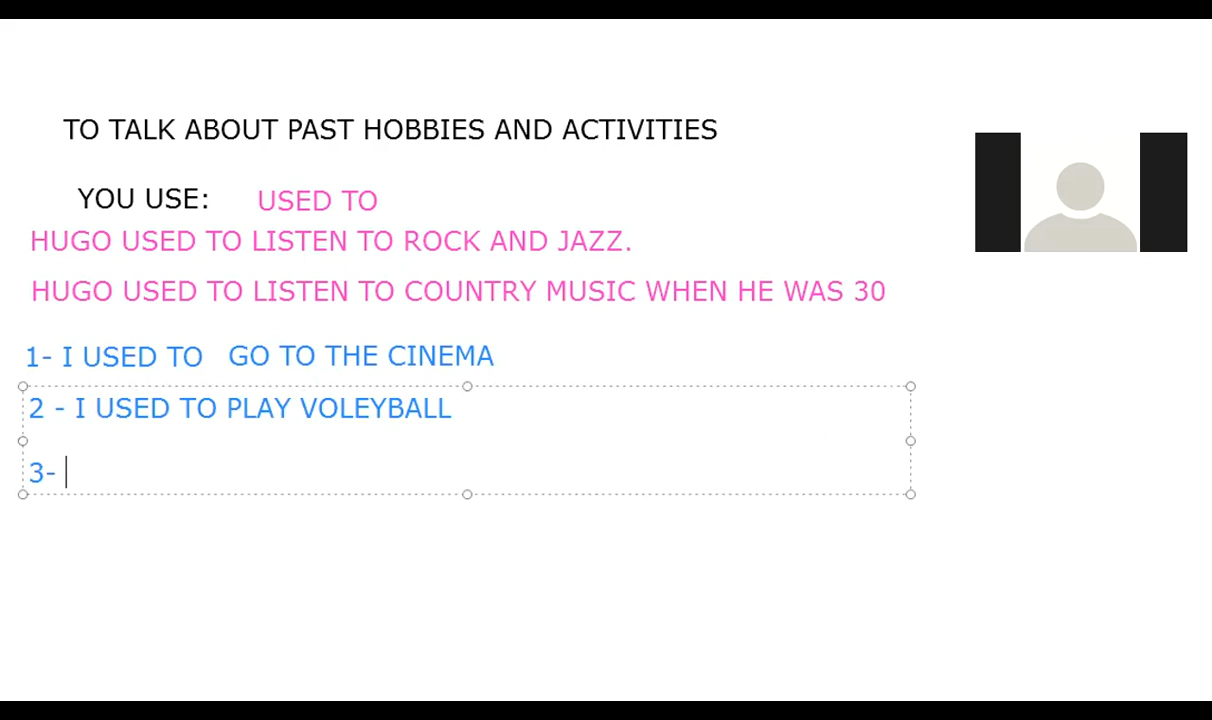 TO TALK ABOUT PAST HOBBIES AND ACTIVITIES
YOU USE: USED TO
HUGO USED TO LISTEN TO ROCK AND JAZZ.
HUGO USED TO LISTEN TO COUNTRY MUSIC WHEN HE WAS 30
1- I USED TO GO TO THE CINEMA
2 - I USED TO PLAY VOLEYBALL
3-